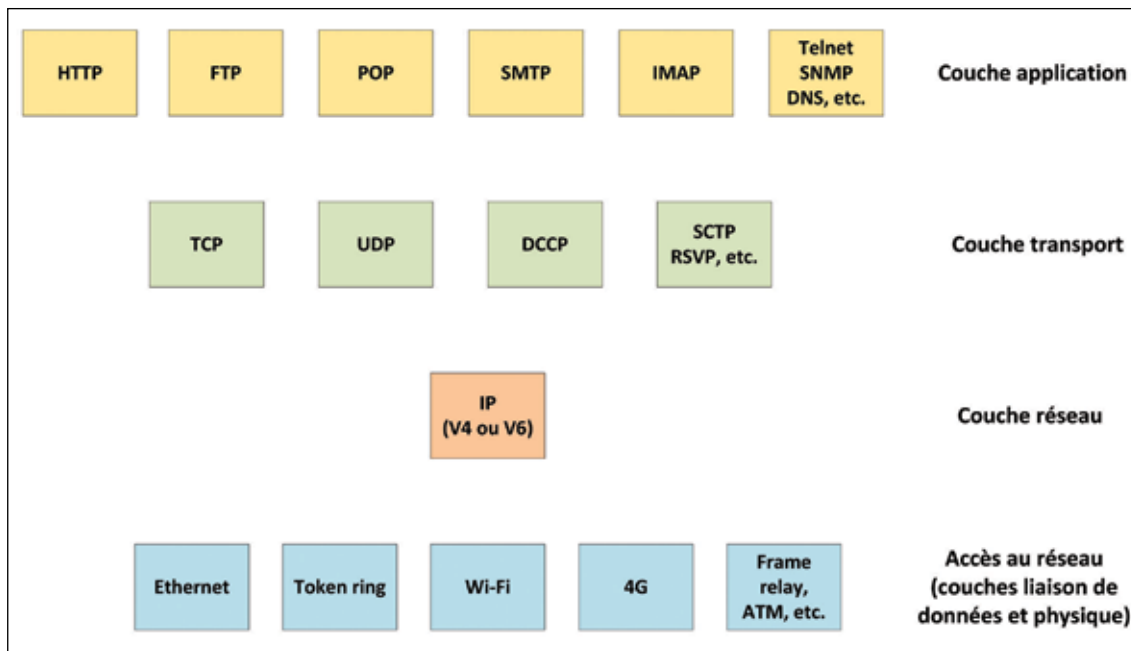 HTTP
FTP
POP
SMTP
IMAP
Telnet
SNMP
DNS, etc.
Couche application
TCP
UDP
DCCP
SCTP
RSVP, etc.
Couche transport
IP
(V4 ou V6)
Couche réseau
Ethernet
Token ring
Wi-Fi
4G
Frame
relay,
ATM, etc.
Accès au réseau
(couches liaison de
données et physique)